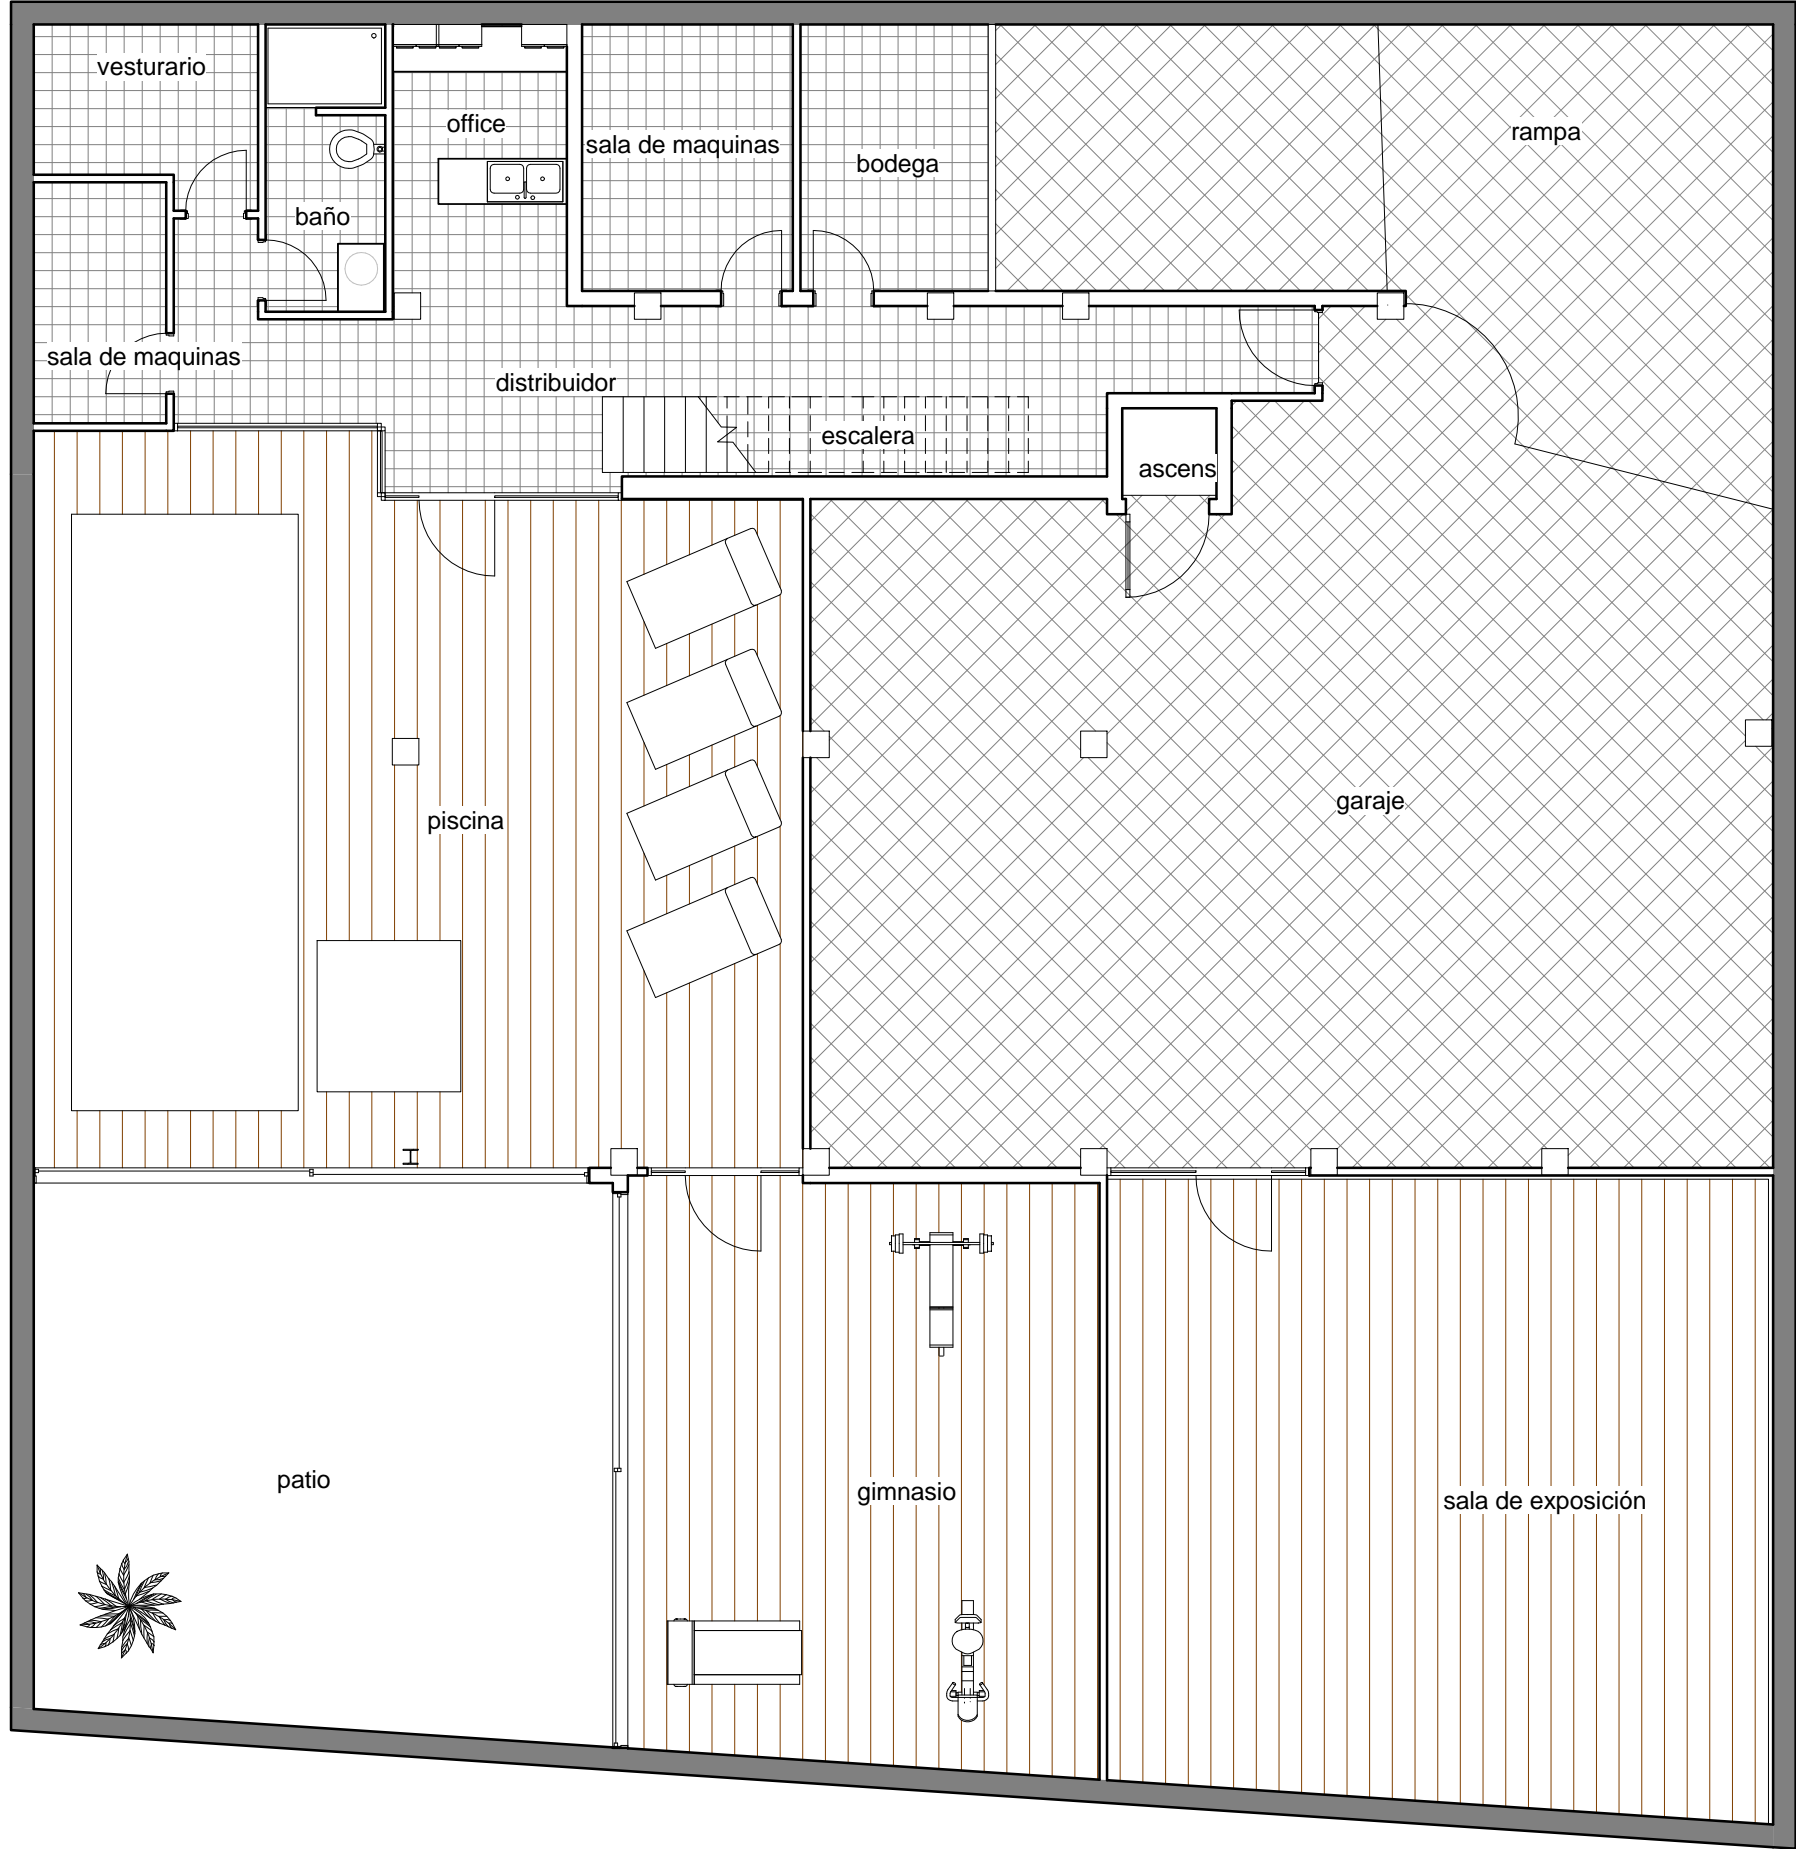 vesturario
office
sala de maquinas
bodega
rampa
baño
sala de maquinas
distribuidor
escalera
ascens
piscina
garaje
patio
gimnasio
sala de exposición